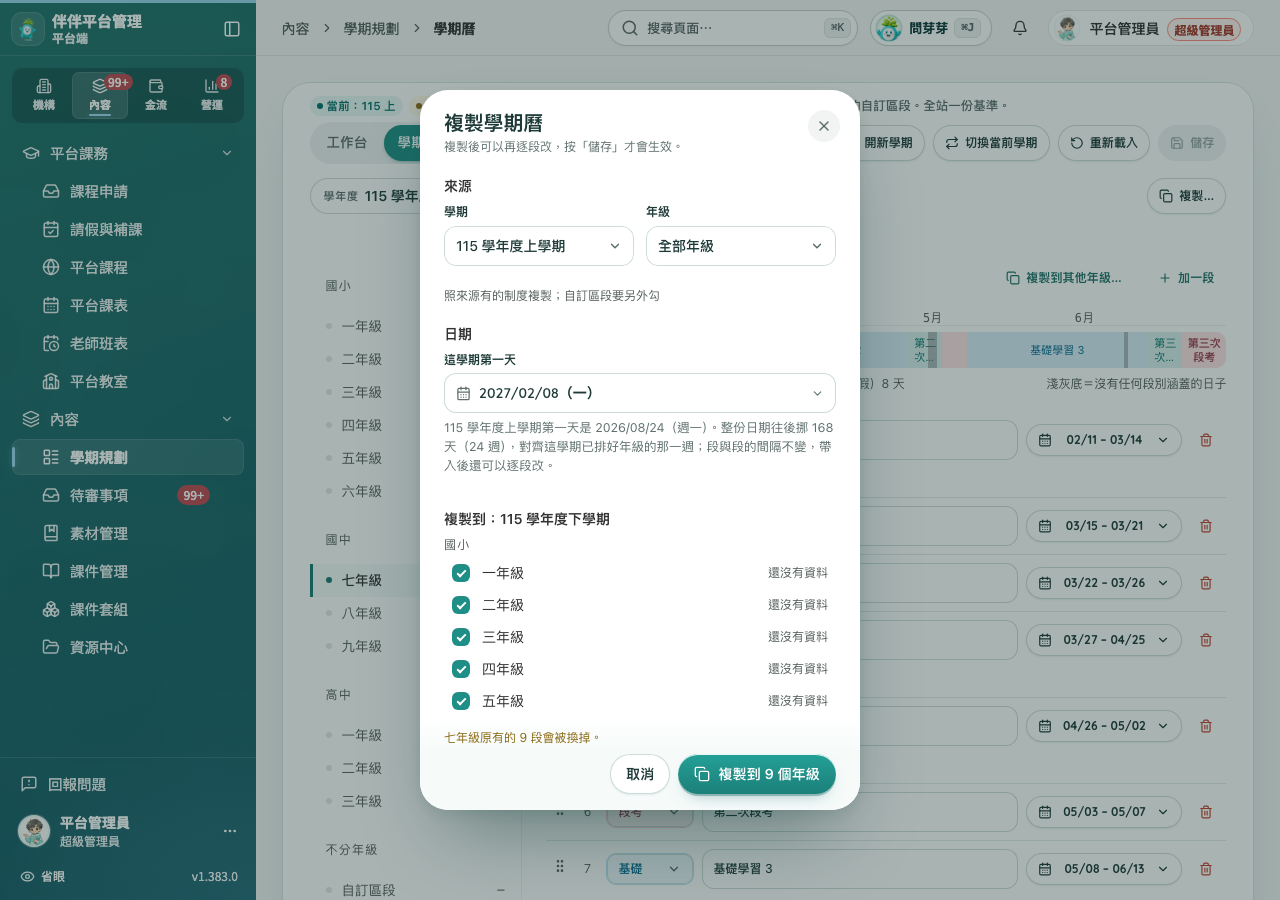 伴伴平台管理
平台端
機構
內容
99+
金流
營運
8
平台課務
課程申請
請假與補課
平台課程
平台課表
老師班表
平台教室
內容
學期規劃
待審事項
99+
素材管理
課件管理
課件套組
資源中心
回報問題
平台管理員
超級管理員
省眼
v1.383.0
內容 > 學期規劃 > 學期曆
搜尋頁面…
⌘K
問芽芽
⌘J
平台管理員
超級管理員
當前：115 上
自訂區段。全站一份基準。
工作台
學期
開新學期
切換當前學期
重新載入
儲存
學年度 115 學年
複製...
國小
一年級
二年級
三年級
四年級
五年級
六年級
國中
七年級
八年級
九年級
高中
一年級
二年級
三年級
不分年級
自訂區段
–
複製到其他年級...
加一段
5月
6月
第二次...
基礎學習 3
第三次...
第三次段考
假）8 天
淺灰底＝沒有任何段別涵蓋的日子
02/11 – 03/14
03/15 – 03/21
03/22 – 03/26
03/27 – 04/25
04/26 – 05/02
6
段考
第二次段考
05/03 – 05/07
7
基礎
基礎學習 3
05/08 – 06/13
複製學期曆
複製後可以再逐段改，按「儲存」才會生效。
來源
學期
年級
115 學年度上學期
全部年級
照來源有的制度複製；自訂區段要另外勾
日期
這學期第一天
2027/02/08（一）
115 學年度上學期第一天是 2026/08/24（週一）。整份日期往後挪 168
天（24 週），對齊這學期已排好年級的那一週；段與段的間隔不變，帶
入後還可以逐段改。
複製到：115 學年度下學期
國小
一年級
還沒有資料
二年級
還沒有資料
三年級
還沒有資料
四年級
還沒有資料
五年級
還沒有資料
七年級原有的 9 段會被換掉。
取消
複製到 9 個年級